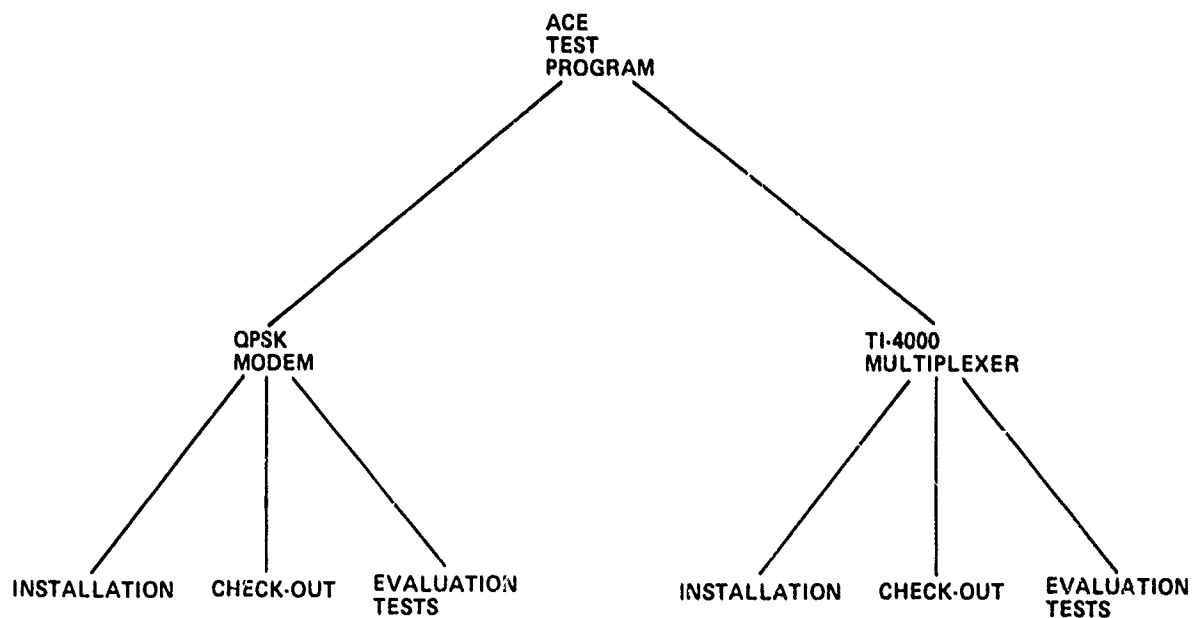 ACE
TEST
PROGRAM
QPSK
MODEM
TI-4000
MULTIPLEXER
INSTALLATION
CHECK-OUT
EVALUATION
TESTS
INSTALLATION
CHECK-OUT
EVALUATION
TESTS